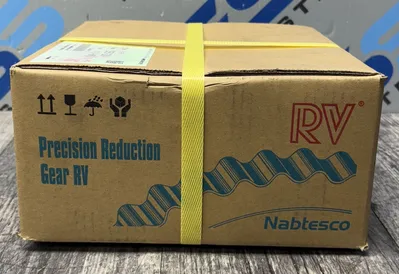 RV®
Precision Reduction
Gear RV
Nabtesco